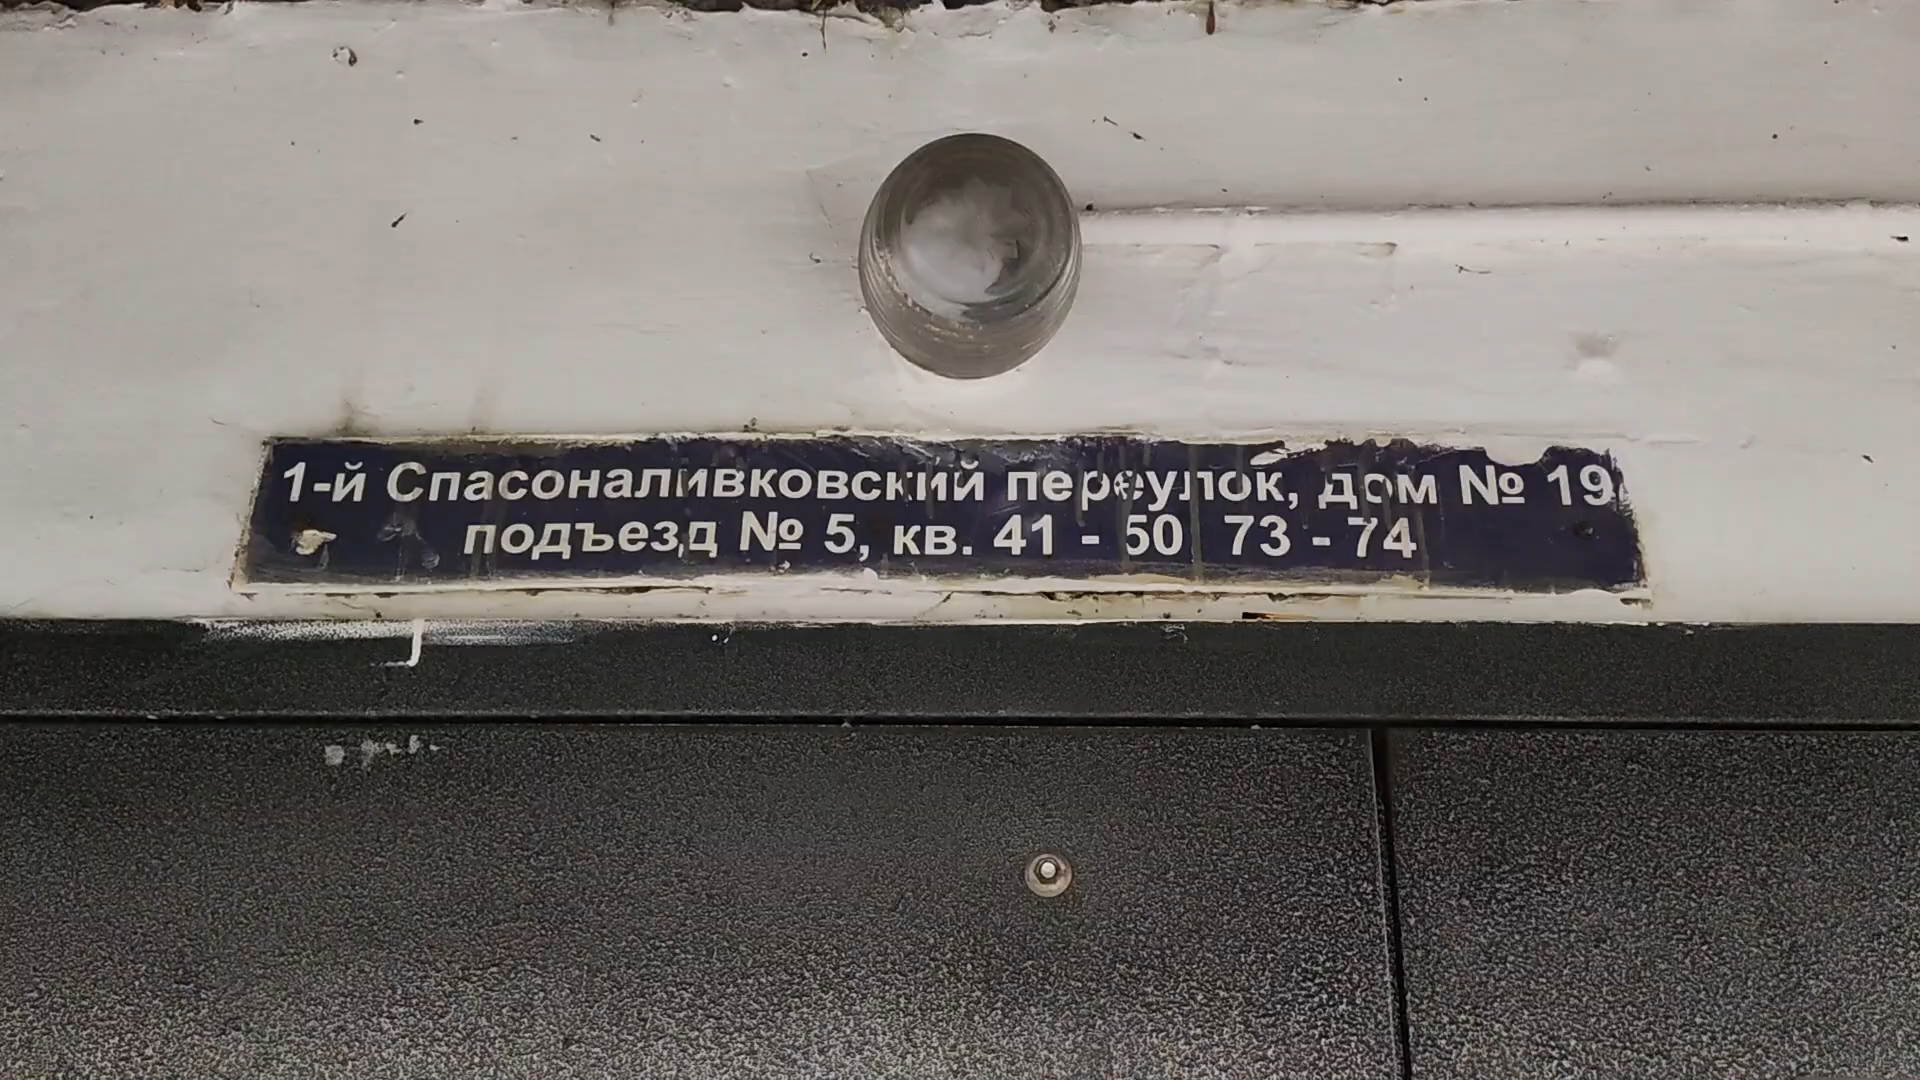 1-й Спасоналивковский переулок, дом № 19
подъезд № 5, кв. 41 - 50 73 - 74